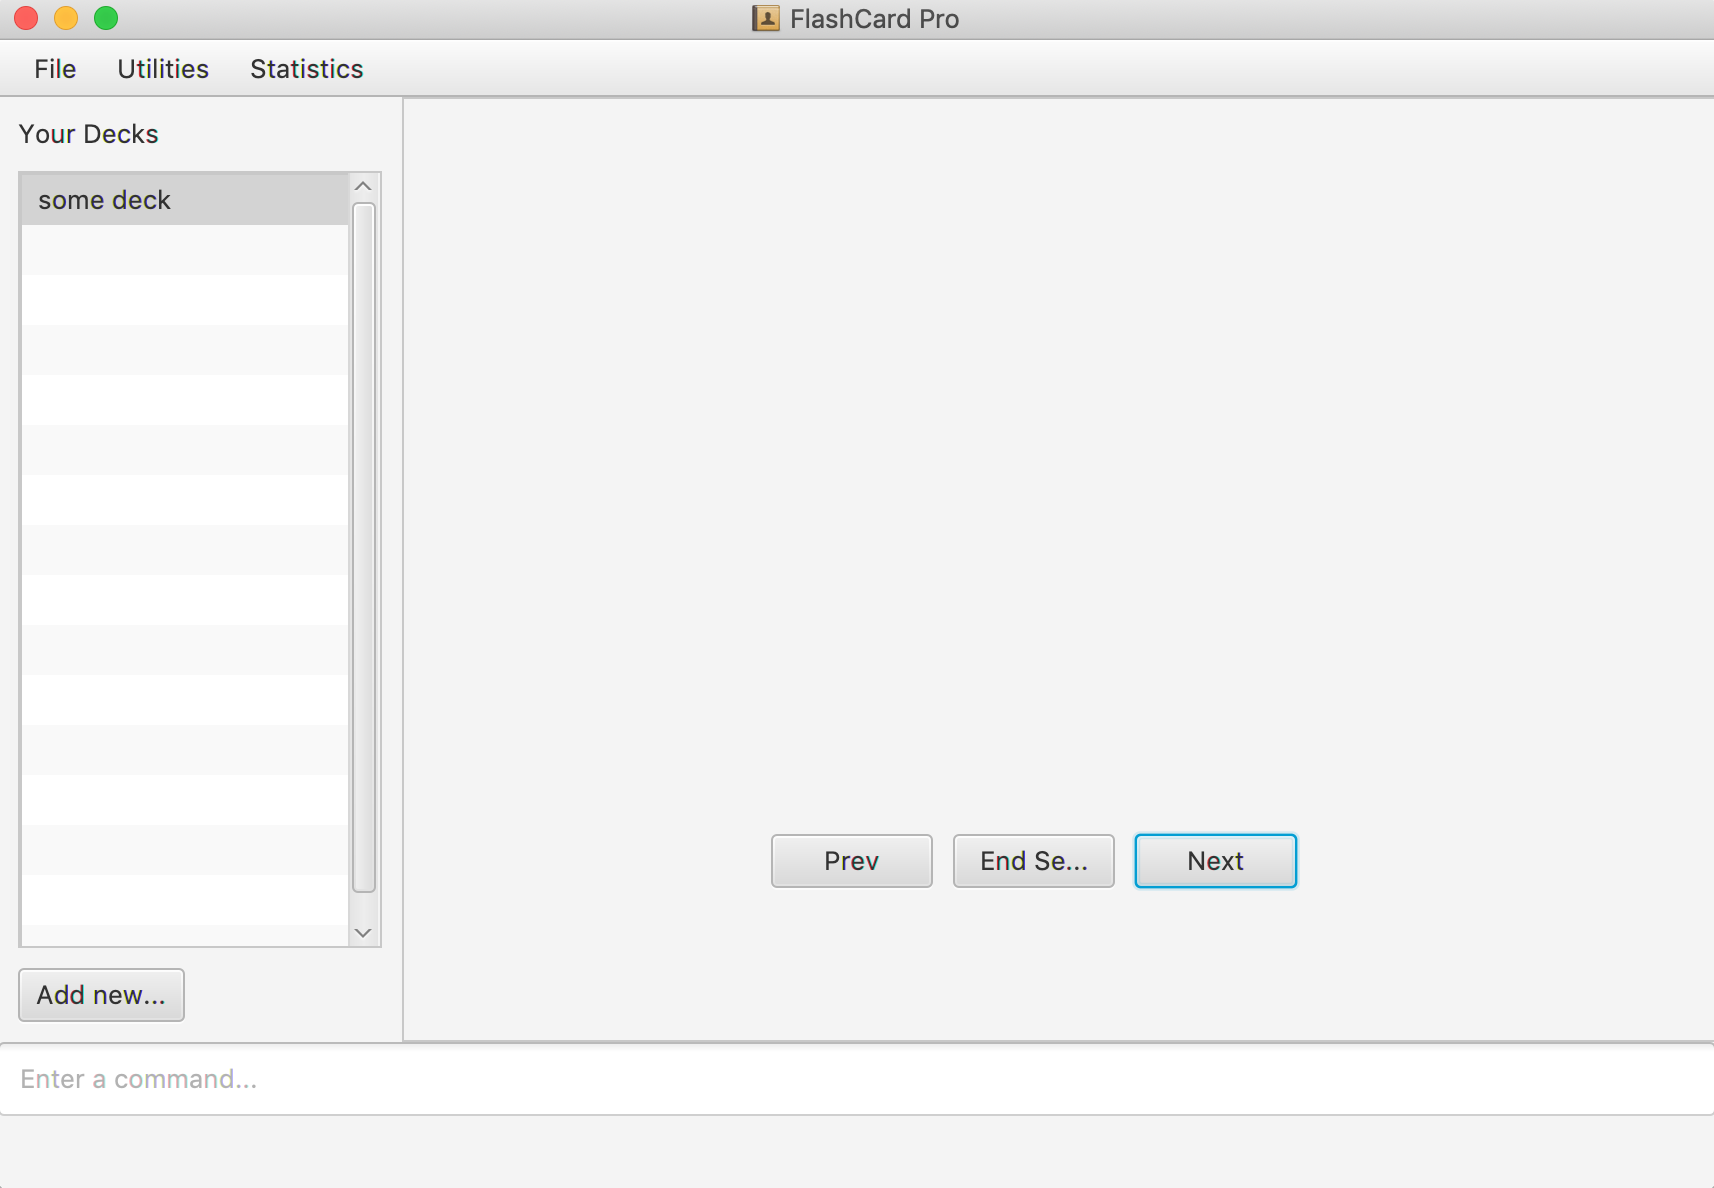 FlashCard Pro
File Utilities Statistics
Your Decks
some deck
Prev End Se... Next
Add new...
Enter a command...